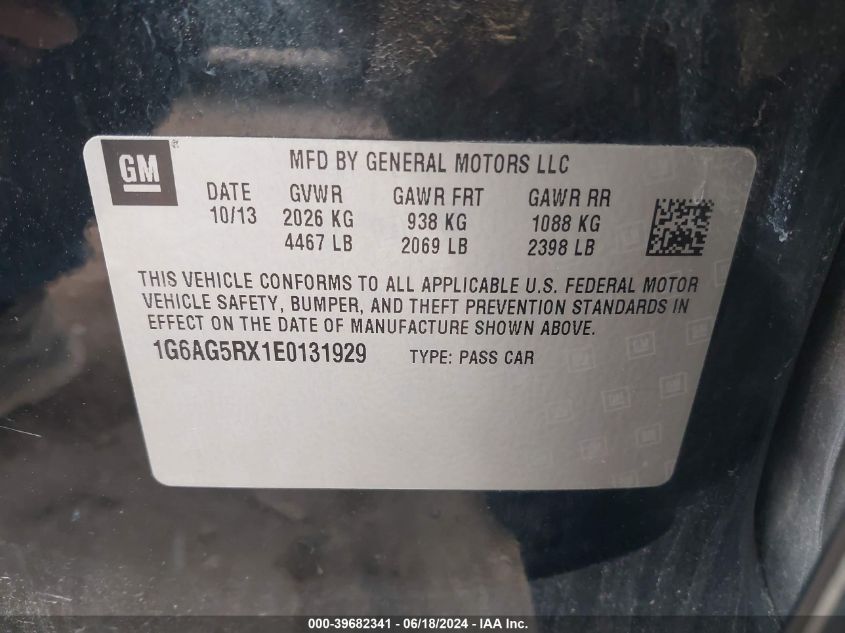 GM
MFD BY GENERAL MOTORS LLC
DATE GVWR GAWR FRT GAWR RR
10/13 2026 KG 938 KG 1088 KG
4467 LB 2069 LB 2398 LB
THIS VEHICLE CONFORMS TO ALL APPLICABLE U.S. FEDERAL MOTOR
VEHICLE SAFETY, BUMPER, AND THEFT PREVENTION STANDARDS IN
EFFECT ON THE DATE OF MANUFACTURE SHOWN ABOVE.
1G6AG5RX1E0131929 TYPE: PASS CAR
000-39682341 / 06/18/2024 - IAA Inc.